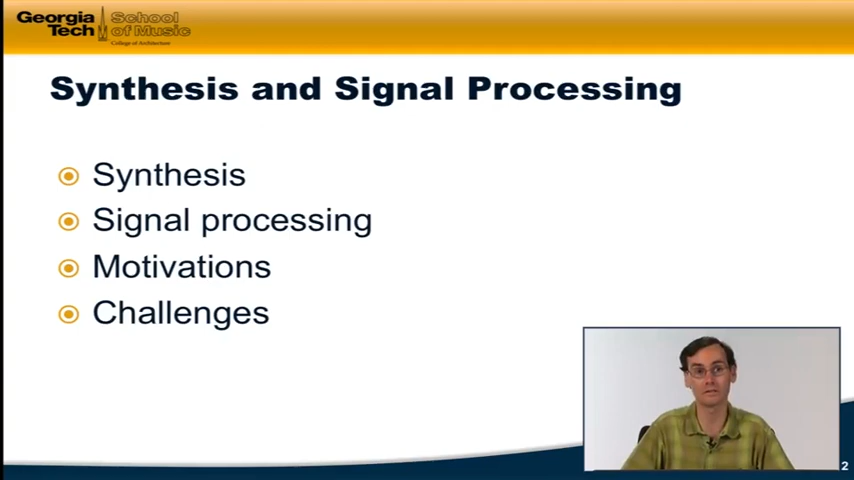 Georgia Tech
School of Music
College of Architecture
Synthesis and Signal Processing
Synthesis
Signal processing
Motivations
Challenges
2